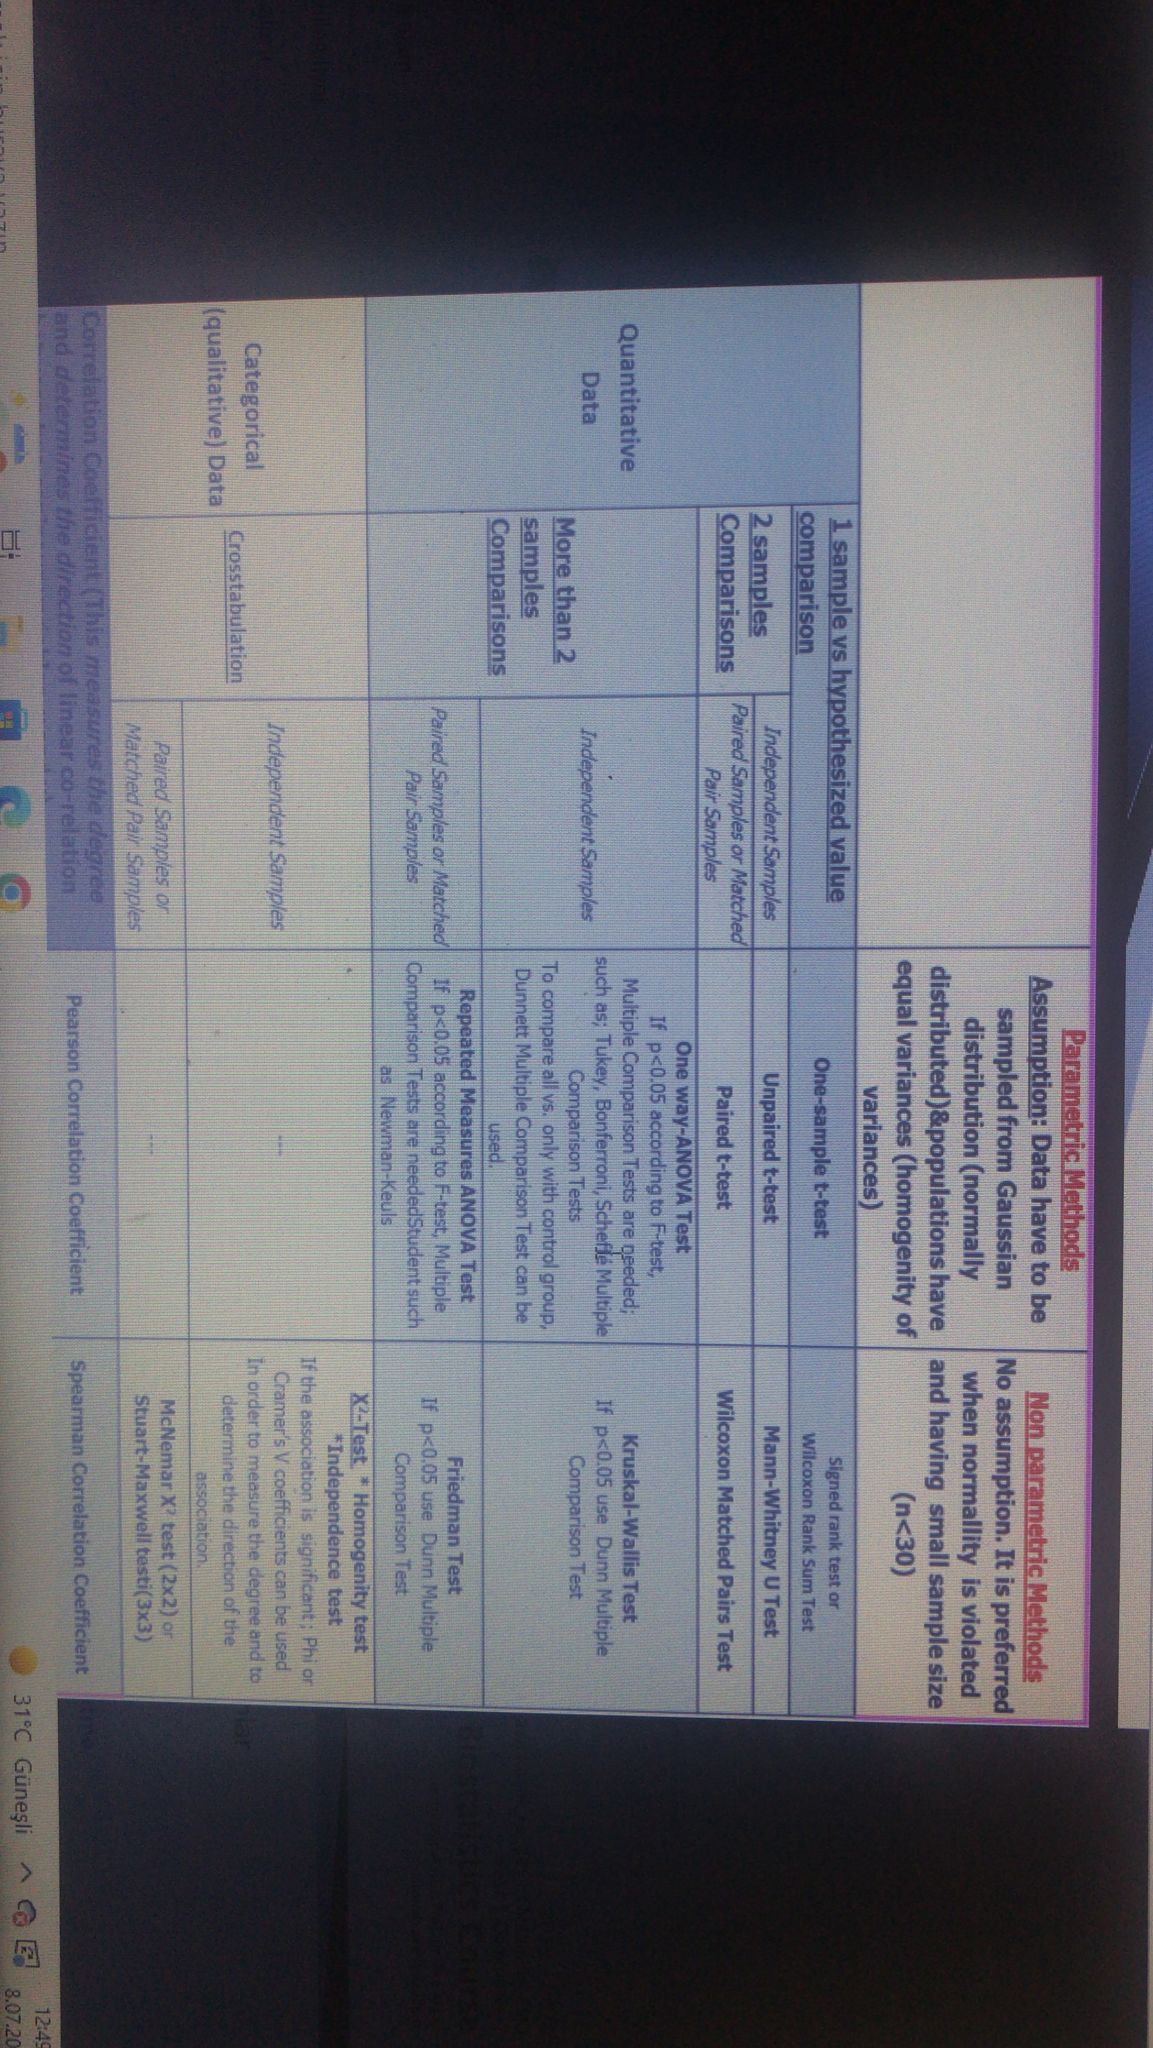 Parametric Methods
Assumption: Data have to be
sampled from Gaussian
distribution (normally
distributed)&populations have
equal variances (homogenity of
variances)
Non parametric Methods
No assumption. It is preferred
when normallity is violated
and having small sample size
(n<30)
Quantitative
Data
1 sample vs hypothesized value
comparison
One-sample t-test
Signed rank test or
Wilcoxon Rank Sum Test
2 samples
Comparisons
Independent Samples
Unpaired t-test
Mann-Whitney U Test
Paired Samples or Matched
Pair Samples
Paired t-test
Wilcoxon Matched Pairs Test
More than 2
samples
Comparisons
Independent Samples
One way-ANOVA Test
If p<0.05 according to F-test,
Multiple Comparison Tests are needed;
such as; Tukey, Bonferroni, Scheffé Multiple
Comparison Tests
To compare all vs. only with control group,
Dunnett Multiple Comparison Test can be
used.
Kruskal-Wallis Test
If p<0.05 use Dunn Multiple
Comparison Test
Paired Samples or Matched
Pair Samples
Repeated Measures ANOVA Test
If p<0.05 according to F-test, Multiple
Comparison Tests are neededStudent such
as Newman-Keuls
Friedman Test
If p<0.05 use Dunn Multiple
Comparison Test
Categorical
(qualitative) Data
Crosstabulation
Independent Samples
---
X²-Test * Homogenity test
*Independence test
If the association is significant; Phi or
Cramer's V coeffıcients can be used
In order to measure the degree and to
determine the direction of the
association.
Paired Samples or
Matched Pair Samples
---
McNemar X² test (2x2) or
Stuart-Maxwell testi(3x3)
Correlation Coefficient (This measures the degree
and determines the direction of linear co-relation
Pearson Correlation Coefficient
Spearman Correlation Coefficient
31°C Güneşli
12:49
8.07.20